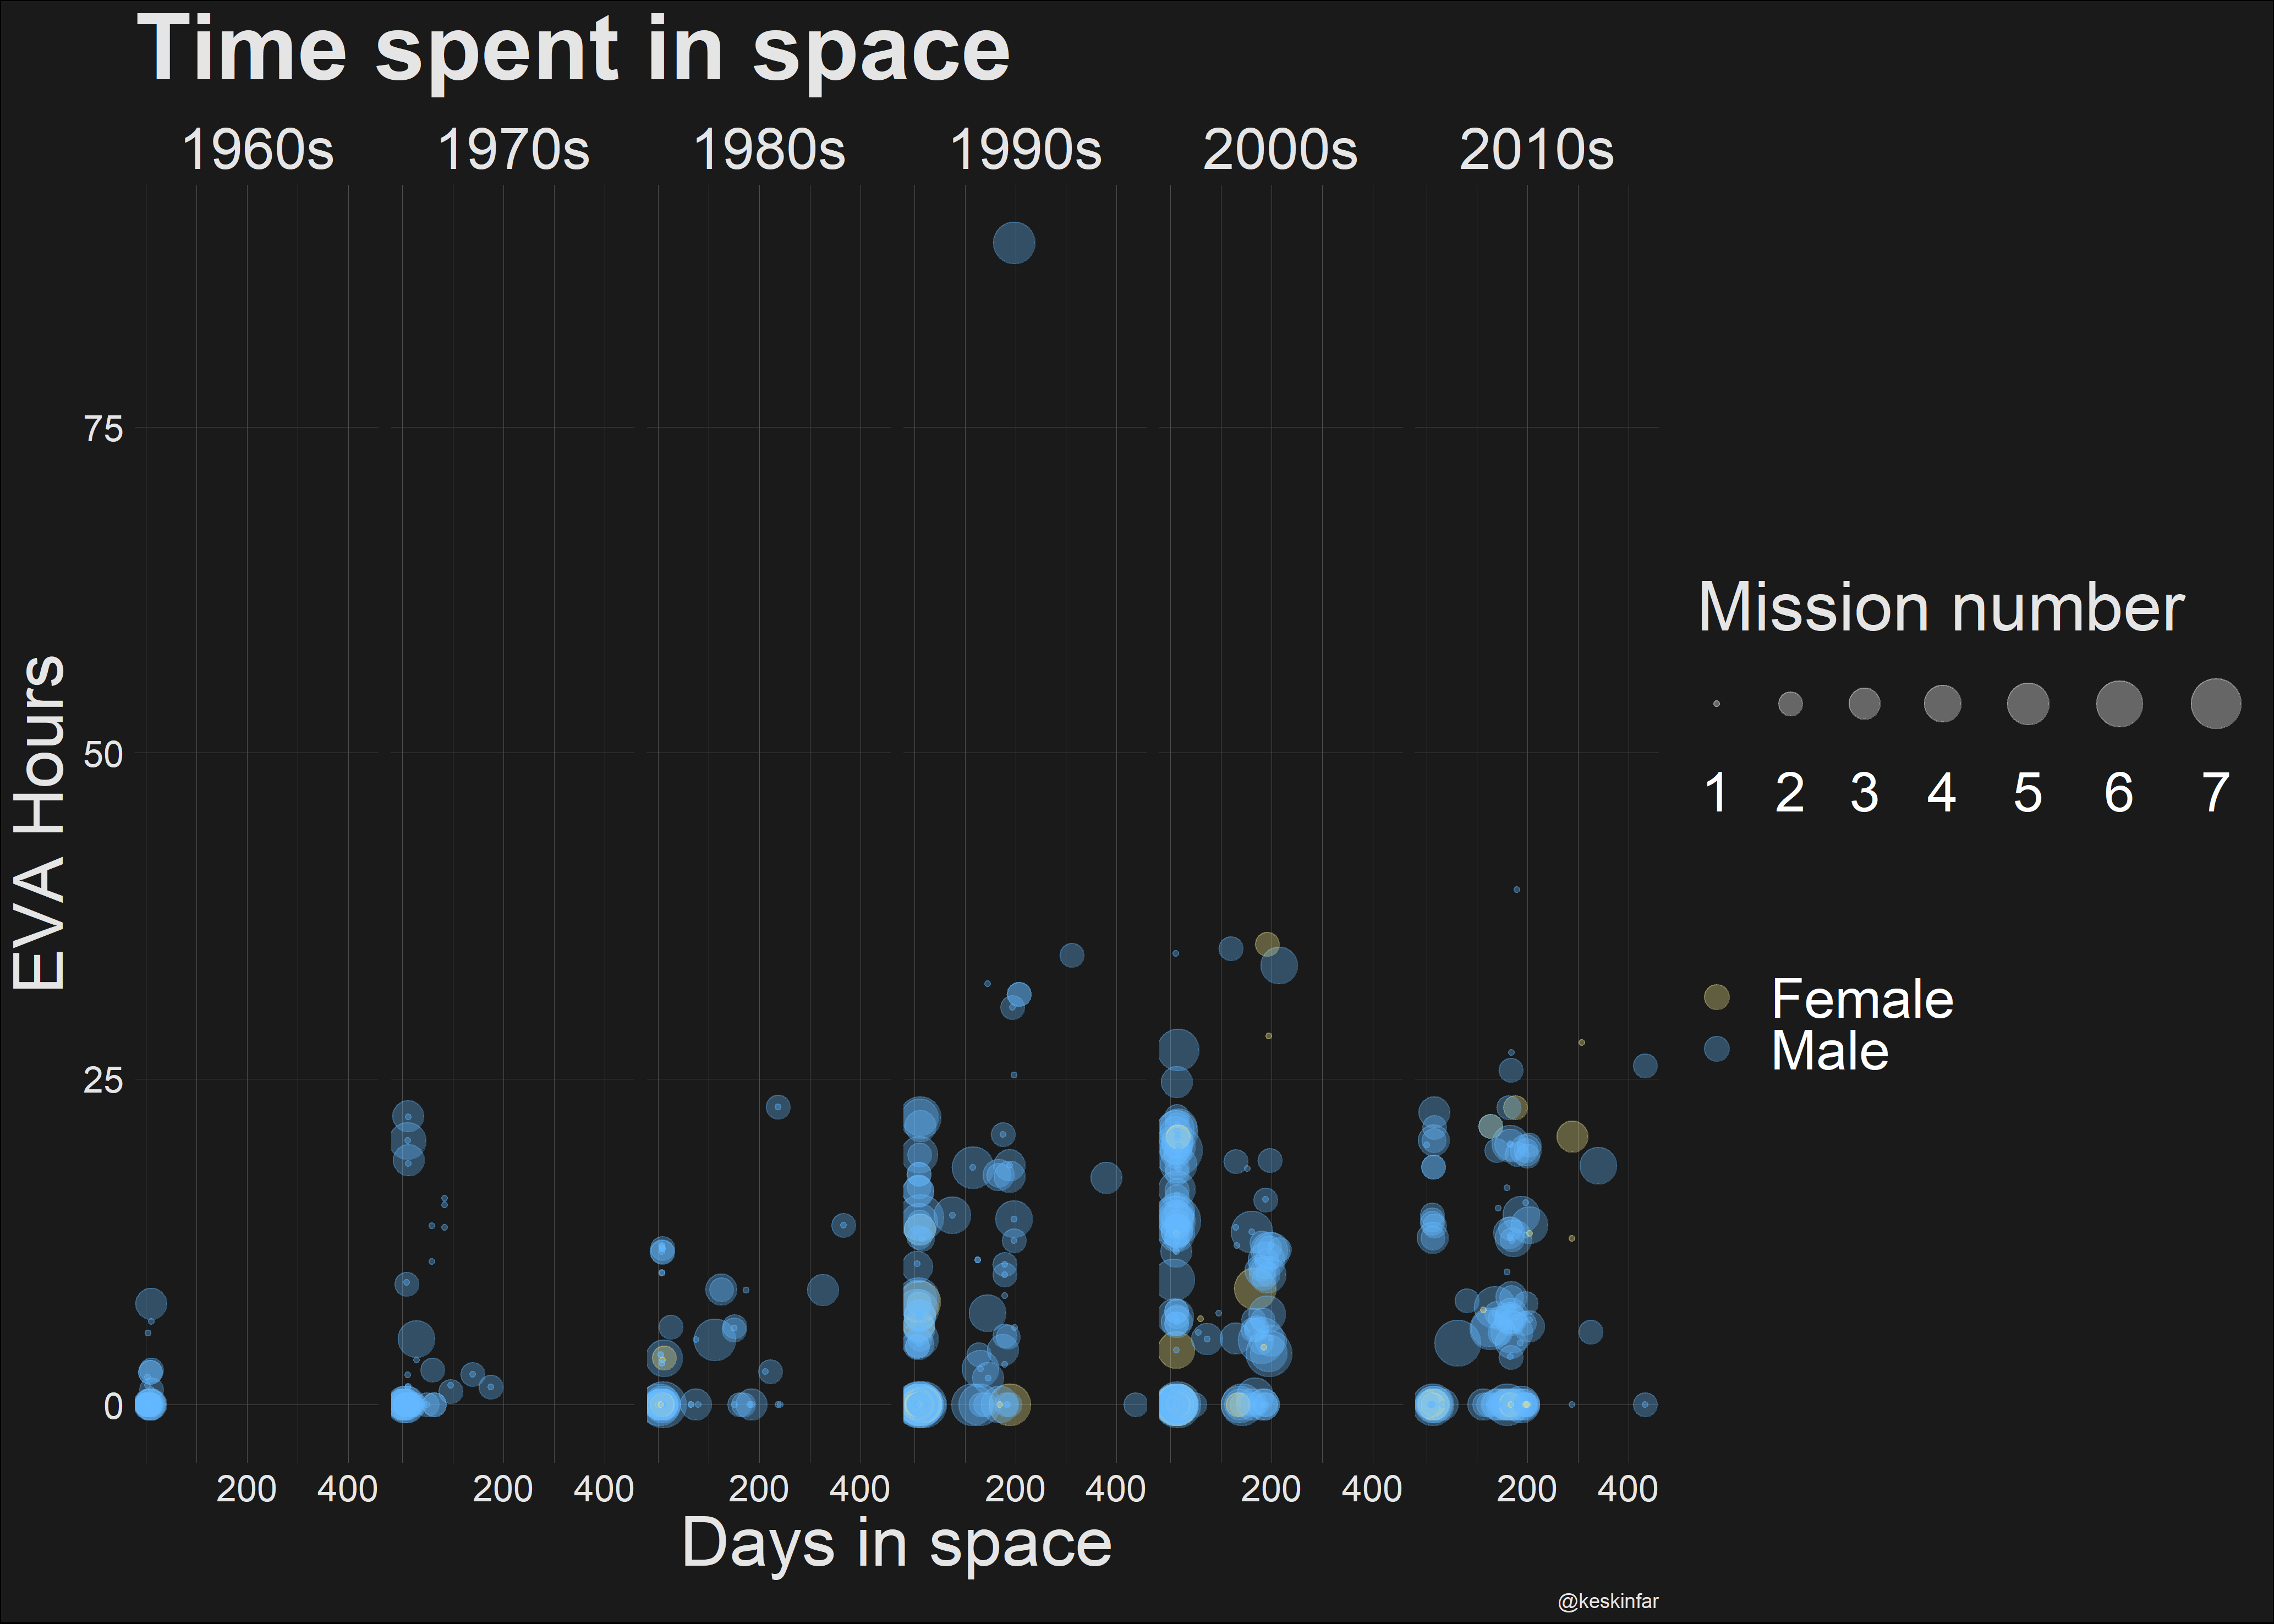 Time spent in space
1960s 1970s 1980s 1990s 2000s 2010s
75
50
25
0
EVA Hours
200 400 200 400 200 400 200 400 200 400 200 400
Days in space
Mission number
1 2 3 4 5 6 7
Female
Male
@keskinfar